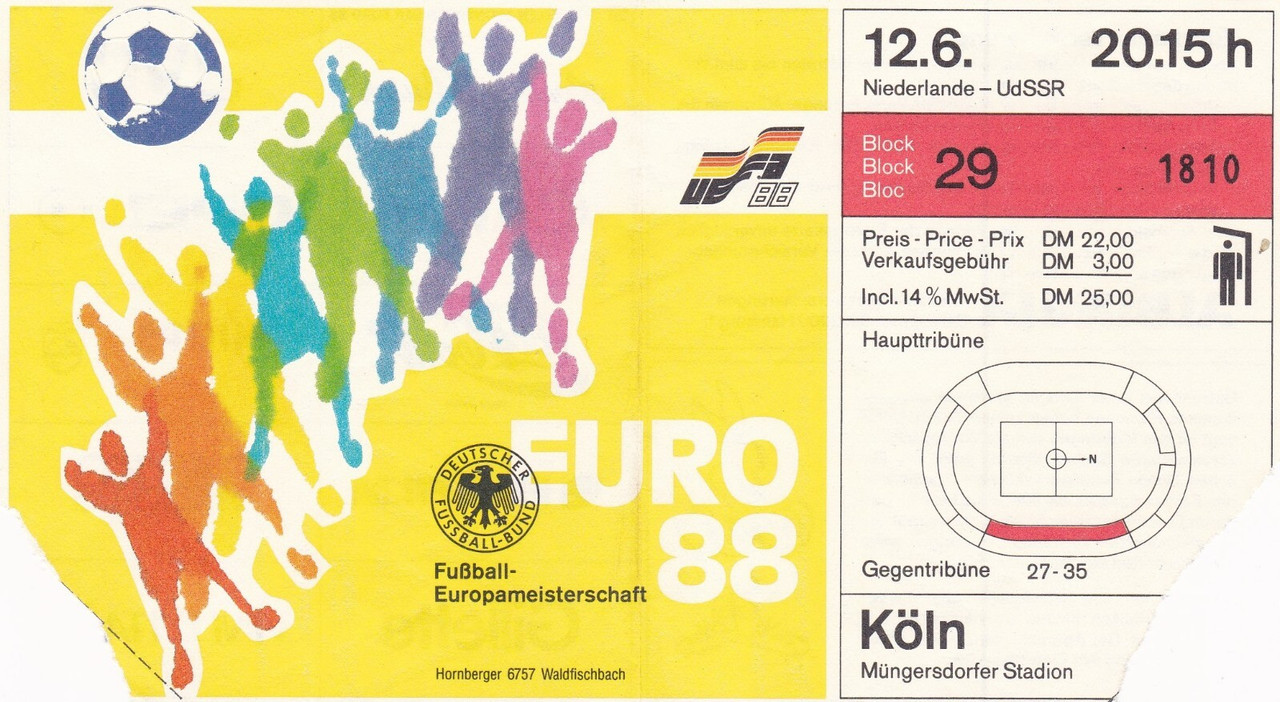 UEFA
88
DEUTSCHER
FUSSBALL-BUND
EURO
88
Fußball-
Europameisterschaft
Hornberger 6757 Waldfischbach
12.6. 20.15 h
Niederlande – UdSSR
Block
Block
Bloc
29
1810
Preis - Price - Prix DM 22,00
Verkaufsgebühr DM 3,00
Incl. 14 % MwSt. DM 25,00
Haupttribüne
N
Gegentribüne 27-35
Köln
Müngersdorfer Stadion